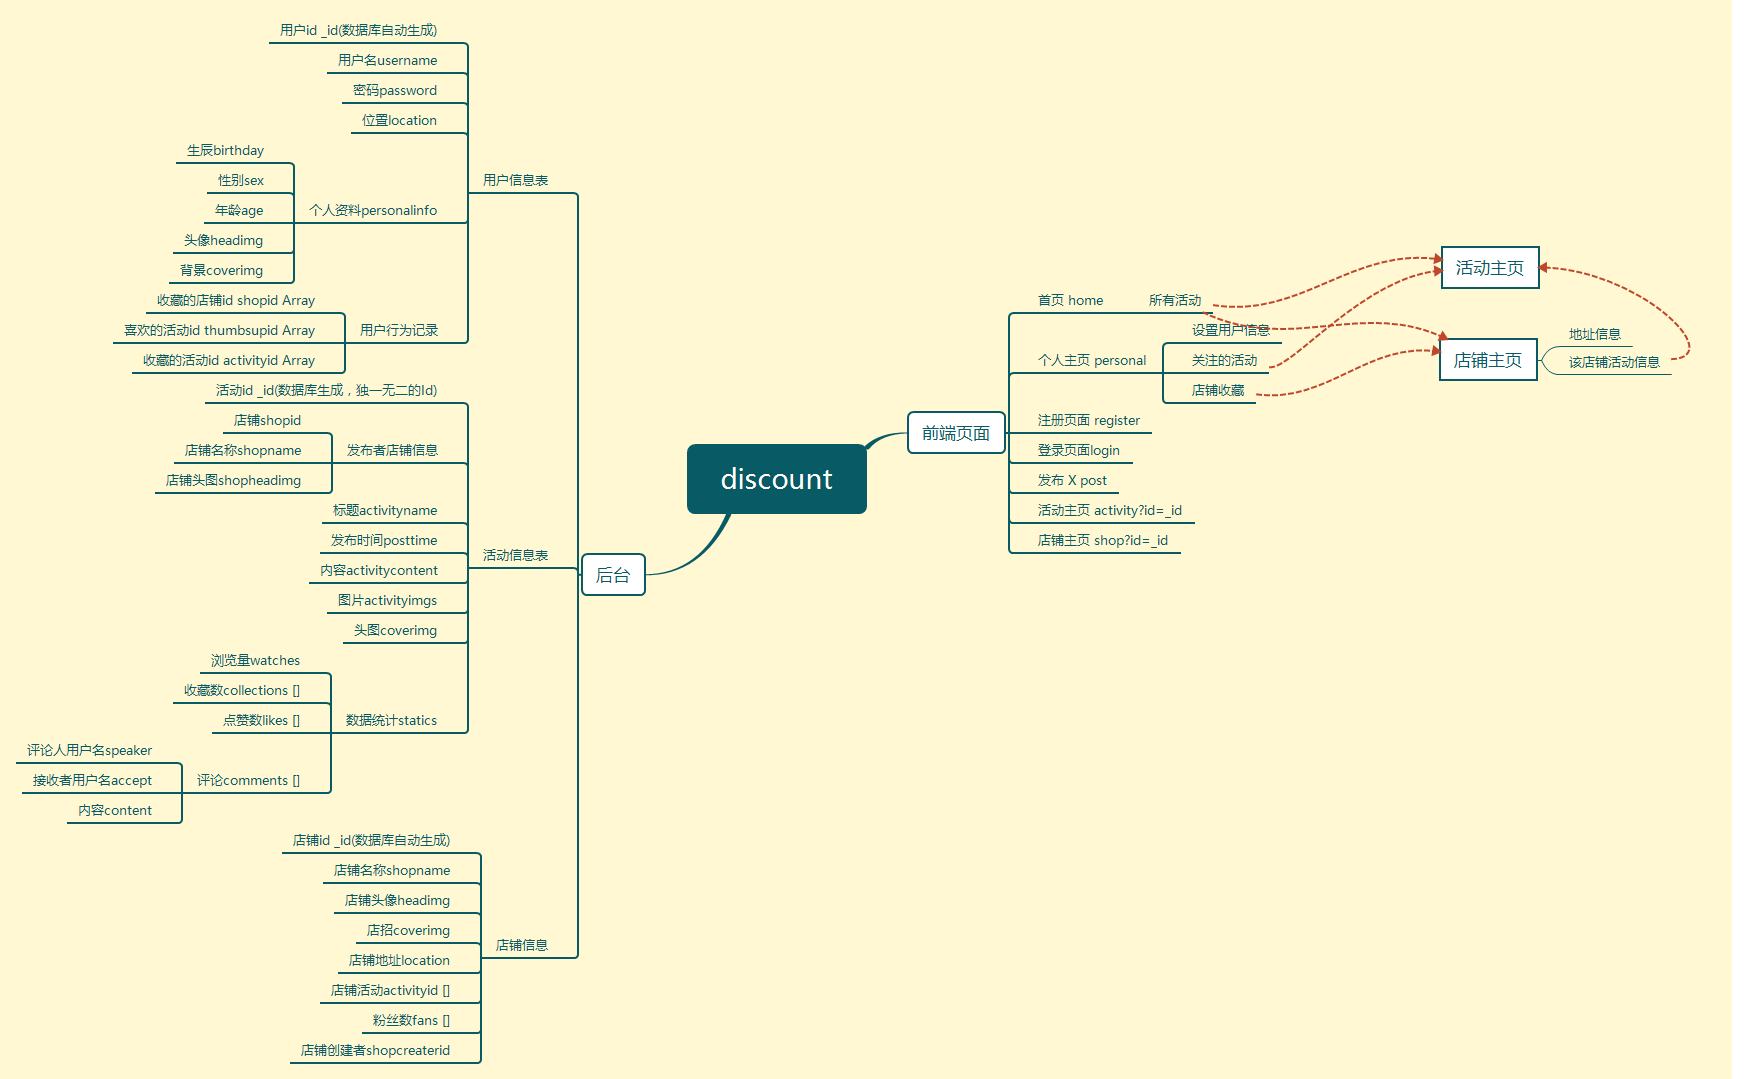 discount
后台
用户信息表
用户id _id(数据库自动生成)
用户名username
密码password
位置location
个人资料personalinfo
生辰birthday
性别sex
年龄age
头像headimg
背景coverimg
用户行为记录
收藏的店铺id shopid Array
喜欢的活动id thumbsupid Array
收藏的活动id activityid Array
活动信息表
活动id _id(数据库生成，独一无二的Id)
发布者店铺信息
店铺shopid
店铺名称shopname
店铺头图shopheadimg
标题activityname
发布时间posttime
内容activitycontent
图片activityimgs
头图coverimg
数据统计statics
浏览量watches
收藏数collections []
点赞数likes []
评论comments []
评论人用户名speaker
接收者用户名accept
内容content
店铺信息
店铺id _id(数据库自动生成)
店铺名称shopname
店铺头像headimg
店招coverimg
店铺地址location
店铺活动activityid []
粉丝数fans []
店铺创建者shopcreaterid
前端页面
首页 home
所有活动
个人主页 personal
设置用户信息
关注的活动
店铺收藏
注册页面 register
登录页面login
发布 X post
活动主页 activity?id=_id
店铺主页 shop?id=_id
活动主页
店铺主页
地址信息
该店铺活动信息